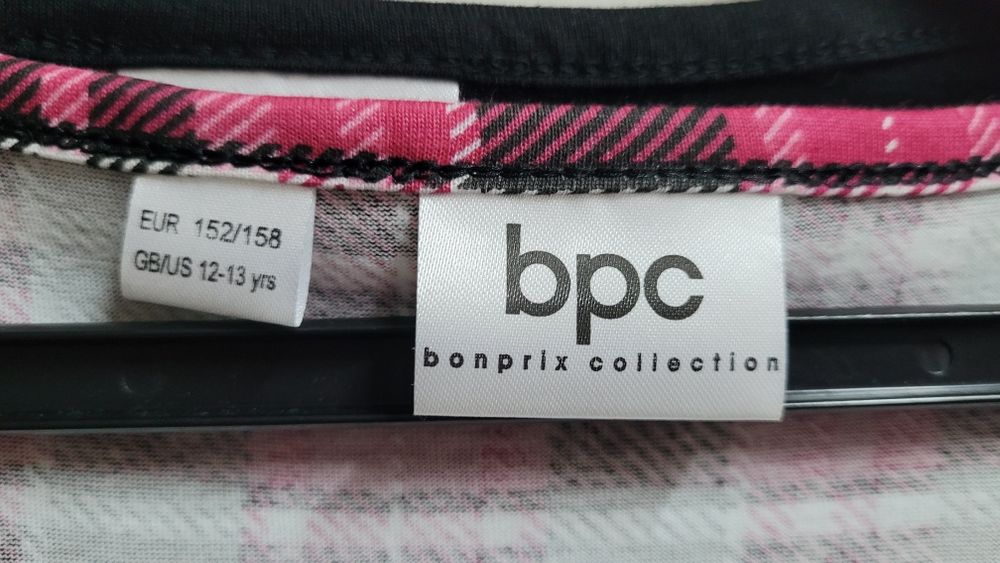 EUR 152/158
GB/US 12-13 yrs
bpc
bonprix collection